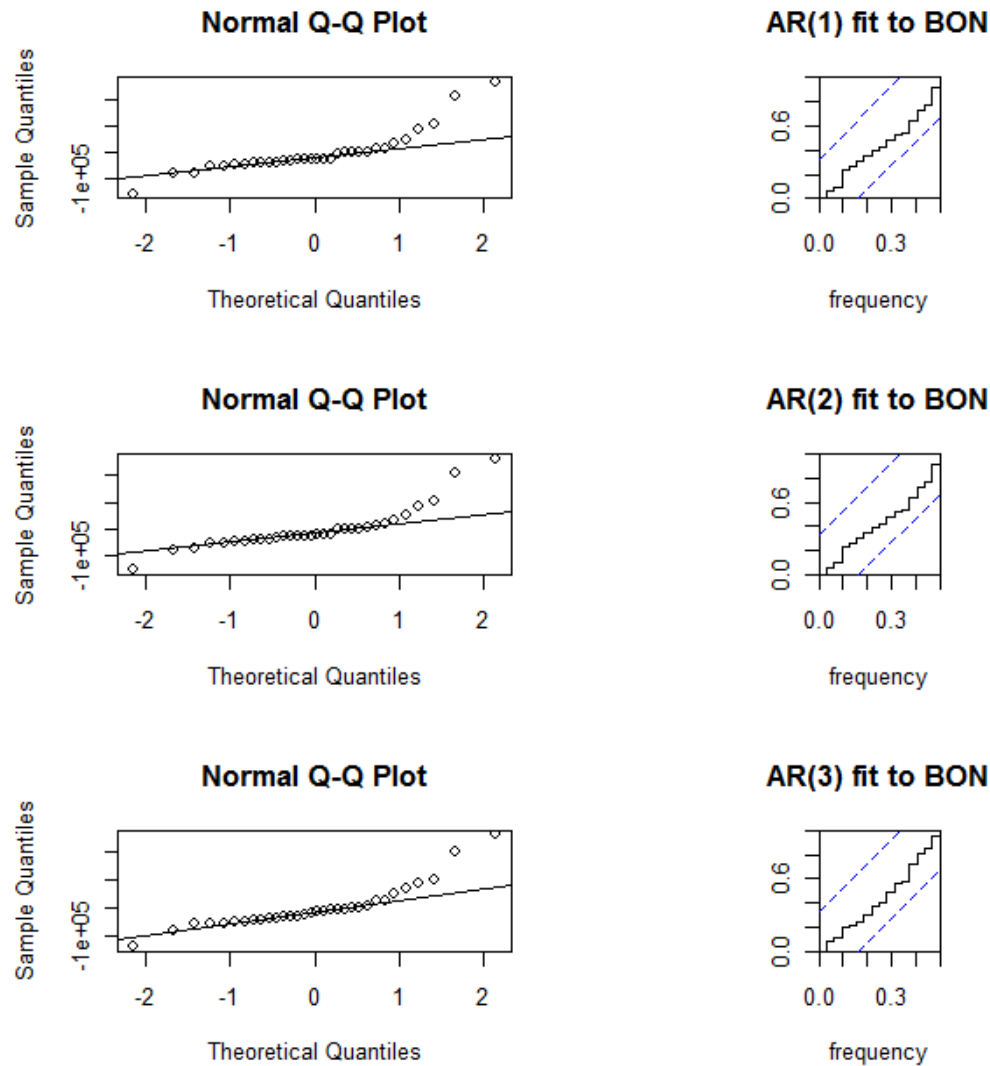 Normal Q-Q Plot
Sample Quantiles
-1e+05
-2 -1 0 1 2
Theoretical Quantiles
AR(1) fit to BON
0.0 0.6
0.0 0.3
frequency
Normal Q-Q Plot
Sample Quantiles
-1e+05
-2 -1 0 1 2
Theoretical Quantiles
AR(2) fit to BON
0.0 0.6
0.0 0.3
frequency
Normal Q-Q Plot
Sample Quantiles
-1e+05
-2 -1 0 1 2
Theoretical Quantiles
AR(3) fit to BON
0.0 0.6
0.0 0.3
frequency